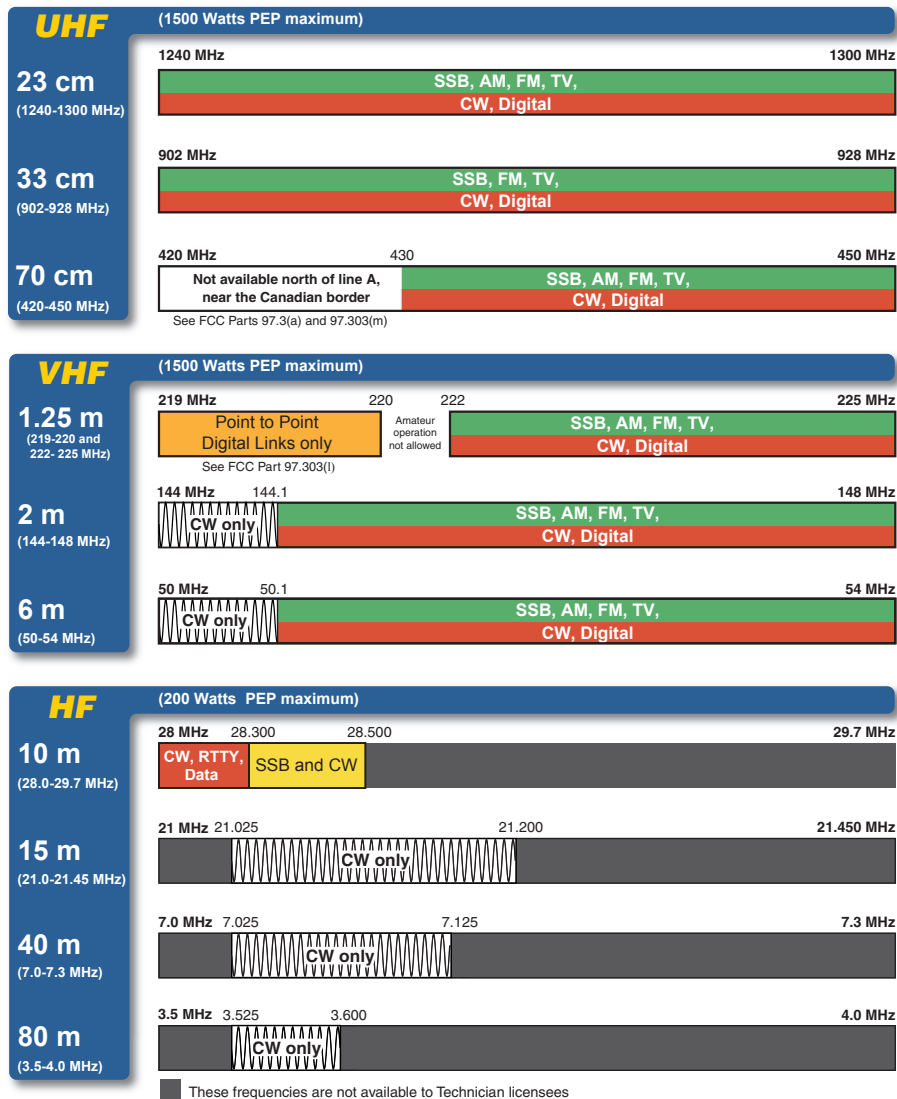 UHF
(1500 Watts PEP maximum)
23 cm
(1240-1300 MHz)
1240 MHz
1300 MHz
SSB, AM, FM, TV,
CW, Digital
33 cm
(902-928 MHz)
902 MHz
928 MHz
SSB, FM, TV,
CW, Digital
70 cm
(420-450 MHz)
420 MHz
430
450 MHz
Not available north of line A,
near the Canadian border
SSB, AM, FM, TV,
CW, Digital
See FCC Parts 97.3(a) and 97.303(m)
VHF
(1500 Watts PEP maximum)
1.25 m
(219-220 and
222- 225 MHz)
219 MHz
220
222
225 MHz
Point to Point
Digital Links only
Amateur
operation
not allowed
SSB, AM, FM, TV,
CW, Digital
See FCC Part 97.303(l)
2 m
(144-148 MHz)
144 MHz
144.1
148 MHz
CW only
SSB, AM, FM, TV,
CW, Digital
6 m
(50-54 MHz)
50 MHz
50.1
54 MHz
CW only
SSB, AM, FM, TV,
CW, Digital
HF
(200 Watts PEP maximum)
10 m
(28.0-29.7 MHz)
28 MHz
28.300
28.500
29.7 MHz
CW, RTTY,
Data
SSB and CW
15 m
(21.0-21.45 MHz)
21 MHz
21.025
21.200
21.450 MHz
CW only
40 m
(7.0-7.3 MHz)
7.0 MHz
7.025
7.125
7.3 MHz
CW only
80 m
(3.5-4.0 MHz)
3.5 MHz
3.525
3.600
4.0 MHz
CW only
These frequencies are not available to Technician licensees